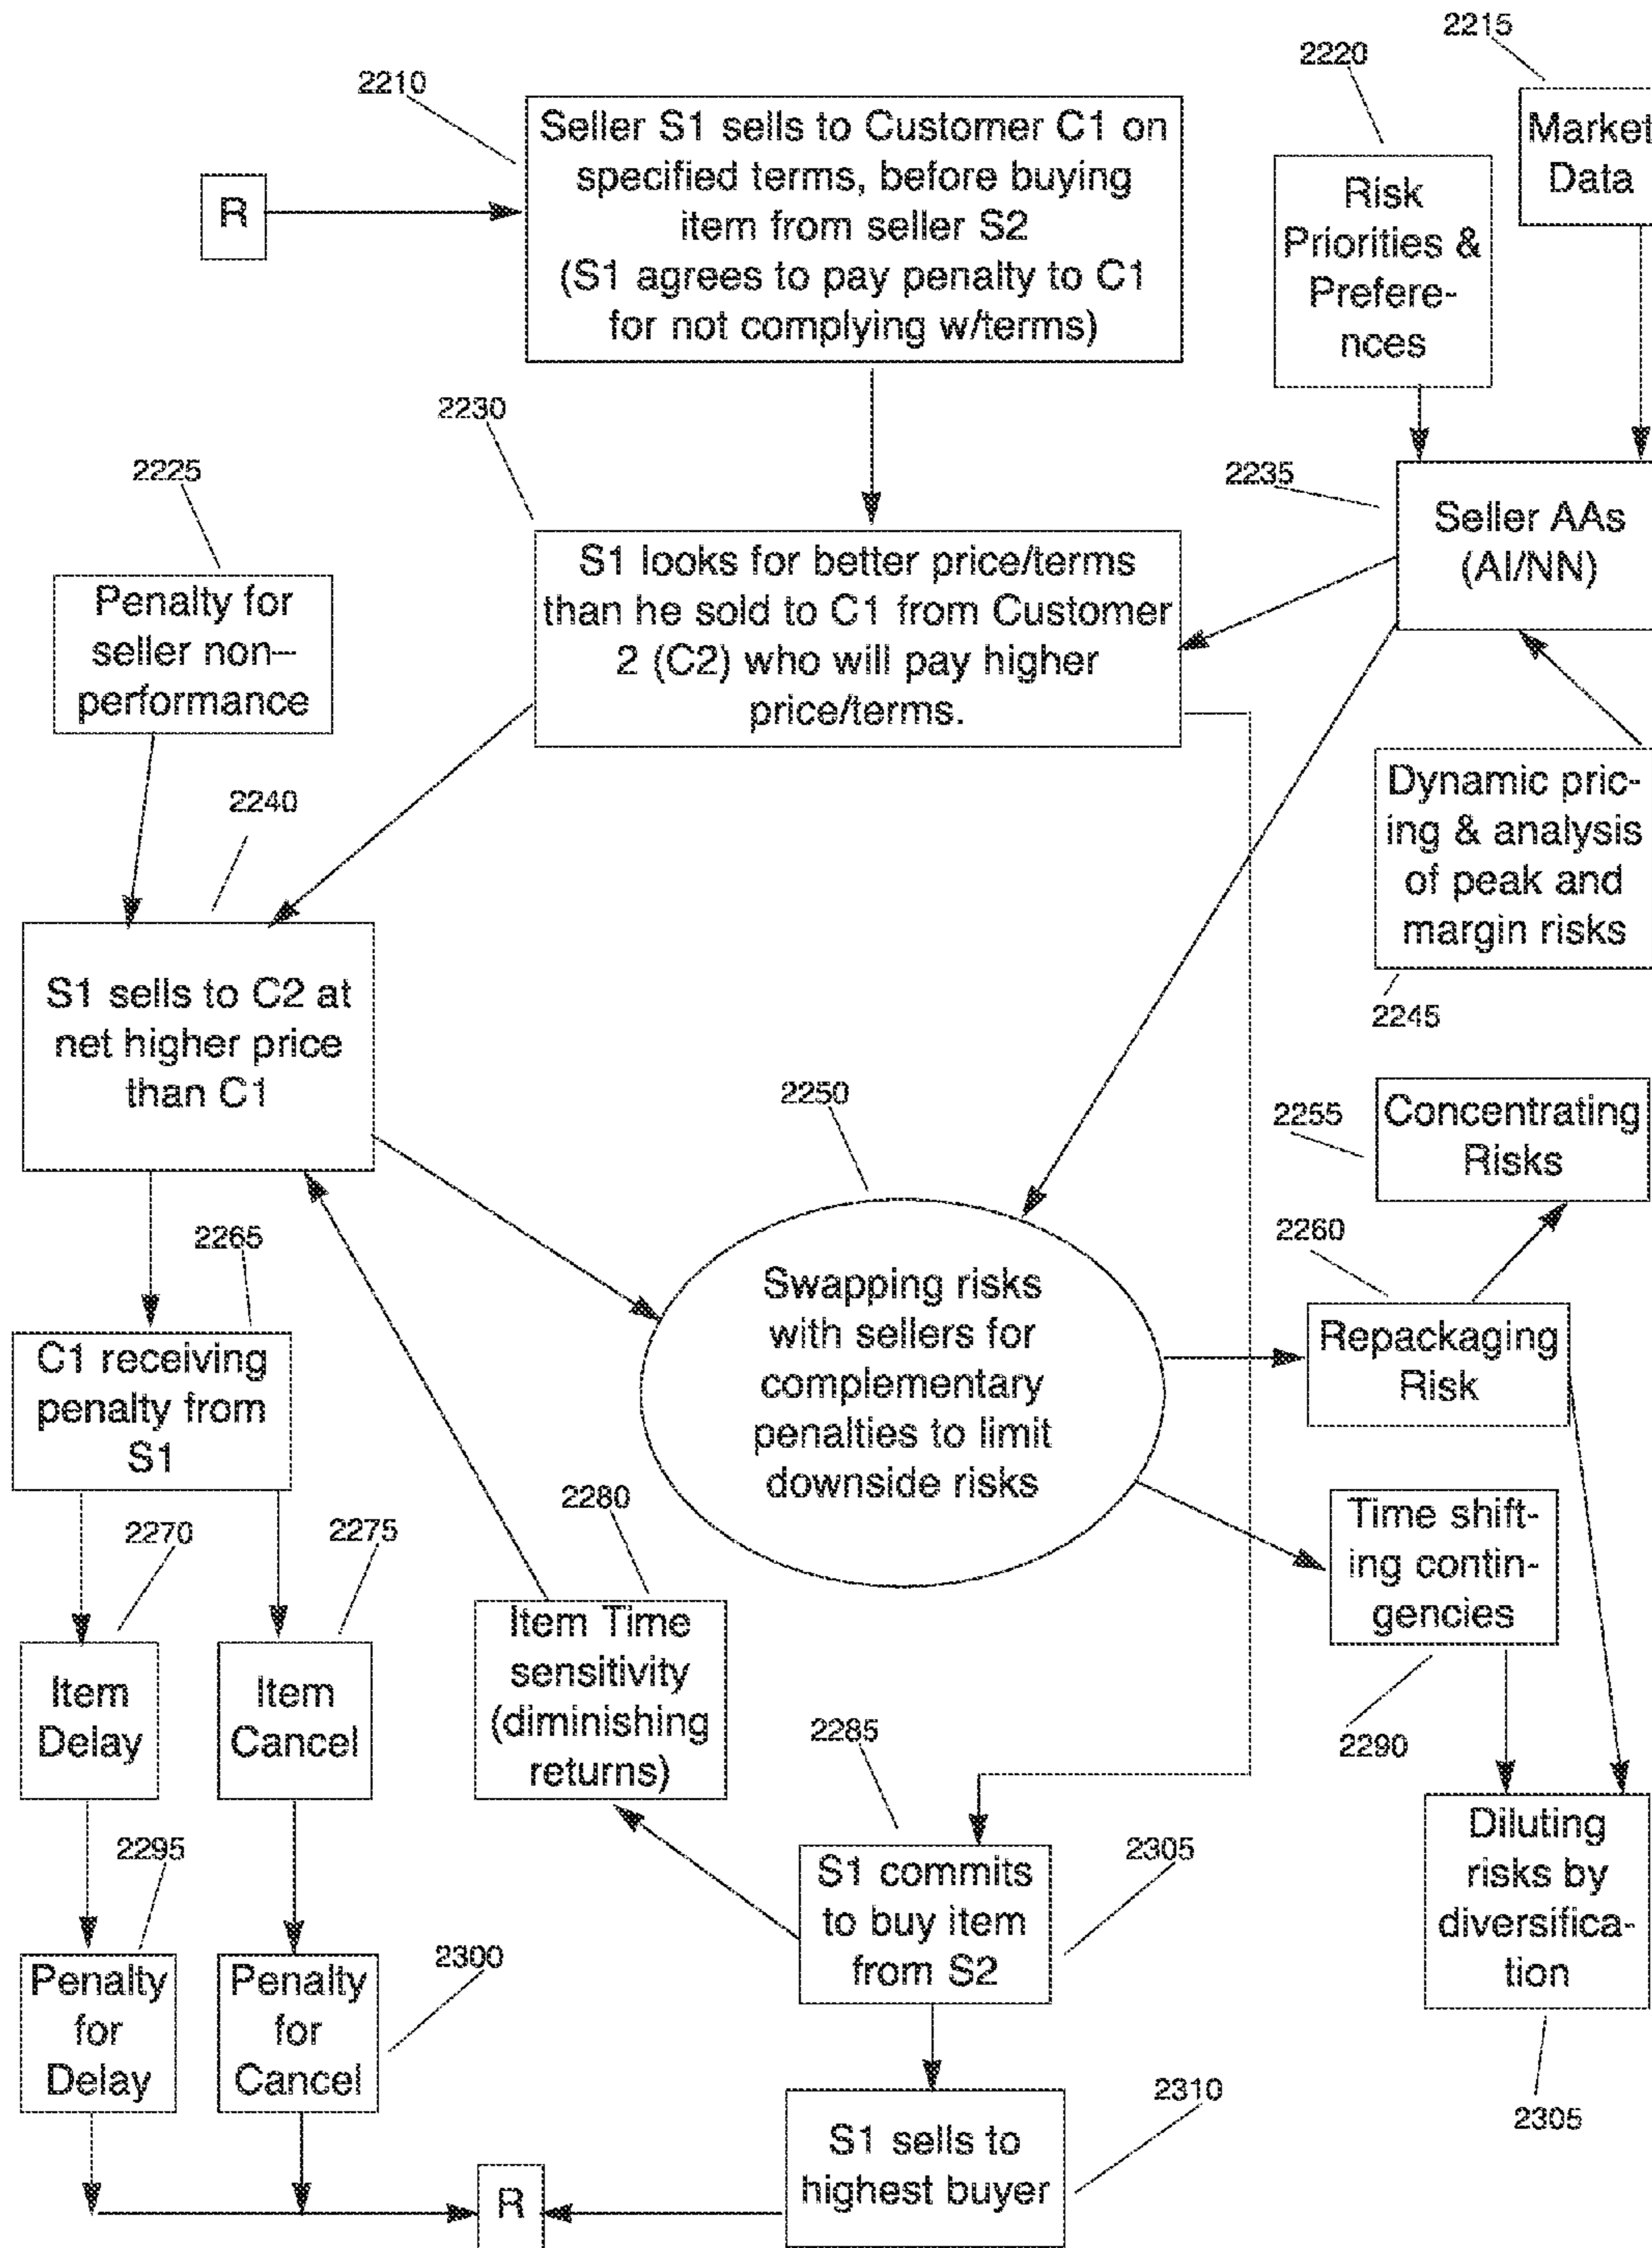 2215
2220
2210
Seller S1 sells to Customer C1 on
specified terms, before buying
item from seller S2
(S1 agrees to pay penalty to C1
for not complying w/terms)
Market
Data
Risk
Priorities &
Prefere-
nces
R
2230
2225
2235
Seller AAs
(AI/NN)
S1 looks for better price/terms
than he sold to C1 from Customer
2 (C2) who will pay higher
price/terms.
Penalty for
seller non-
performance
Dynamic pric-
ing & analysis
of peak and
margin risks
2245
2240
S1 sells to C2 at
net higher price
than C1
2250
2255
Concentrating
Risks
2260
2265
Swapping risks
with sellers for
complementary
penalties to limit
downside risks
Repackaging
Risk
C1 receiving
penalty from
S1
2280
Time shift-
ing contin-
gencies
2290
2270
2275
Item
Delay
Item
Cancel
Item Time
sensitivity
(diminishing
returns)
2285
2305
Diluting
risks by
diversifica-
tion
2305
2295
2300
S1 commits
to buy item
from S2
Penalty
for
Delay
Penalty
for
Cancel
2310
S1 sells to
highest buyer
R